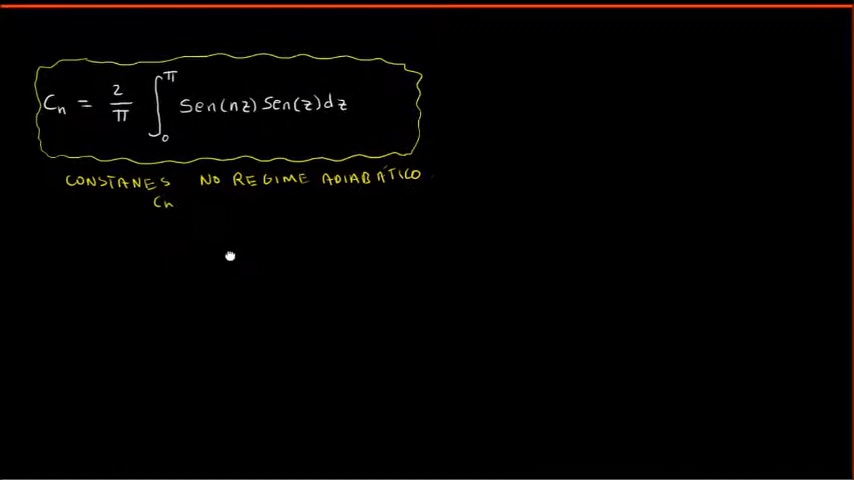 Cn = 2/π ∫₀^π Sen(nz) Sen(z) dz
CONSTANES NO REGIME ADIABÁTICO
Cn